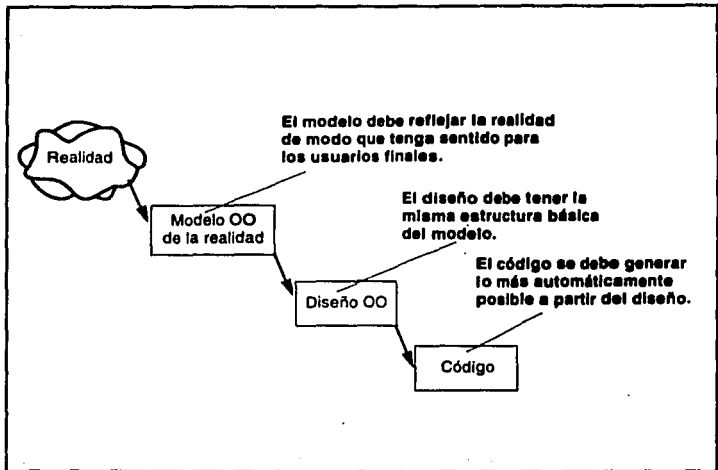 El modelo debe reflejar la realidad
de modo que tenga sentido para
los usuarios finales.
Realidad
El diseño debe tener la
misma estructura básica
del modelo.
Modelo OO
de la realidad
El código se debe generar
lo más automáticamente
posible a partir del diseño.
Diseño OO
Código